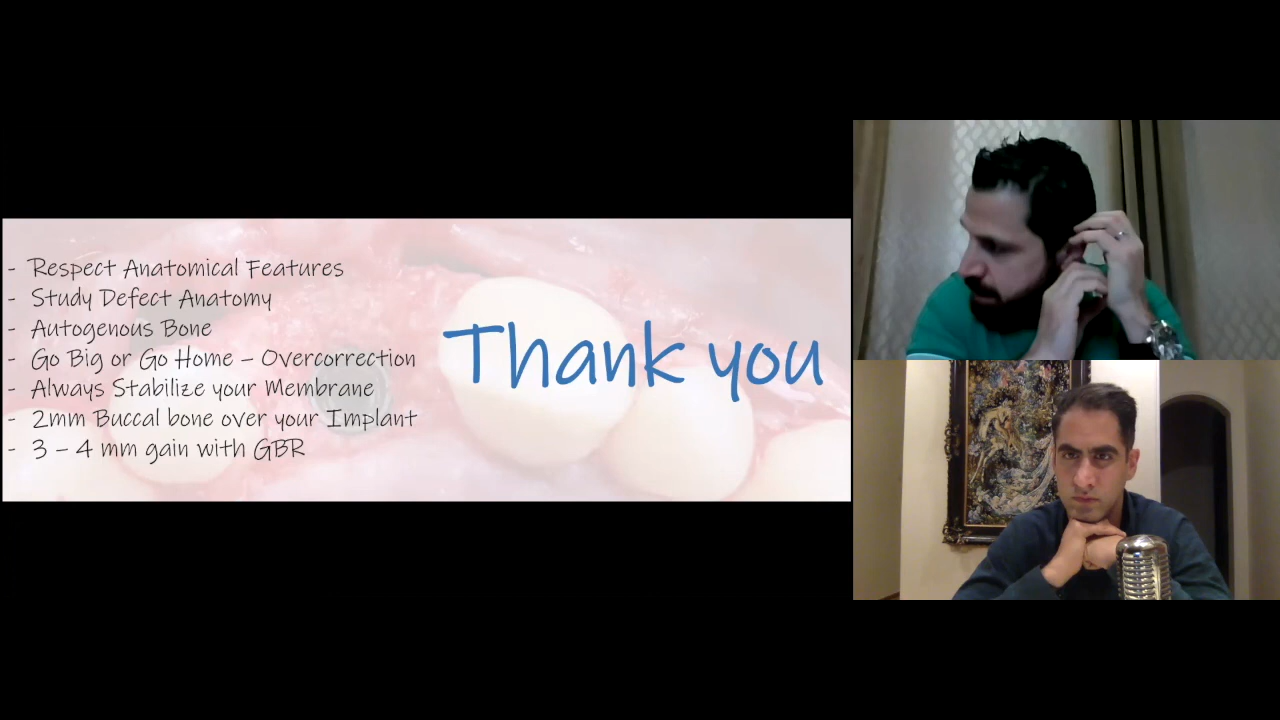 - Respect Anatomical Features
- Study Defect Anatomy
- Autogenous Bone
- Go Big or Go Home – Overcorrection
- Always Stabilize your Membrane
- 2mm Buccal bone over your Implant
- 3 – 4 mm gain with GBR
Thank you